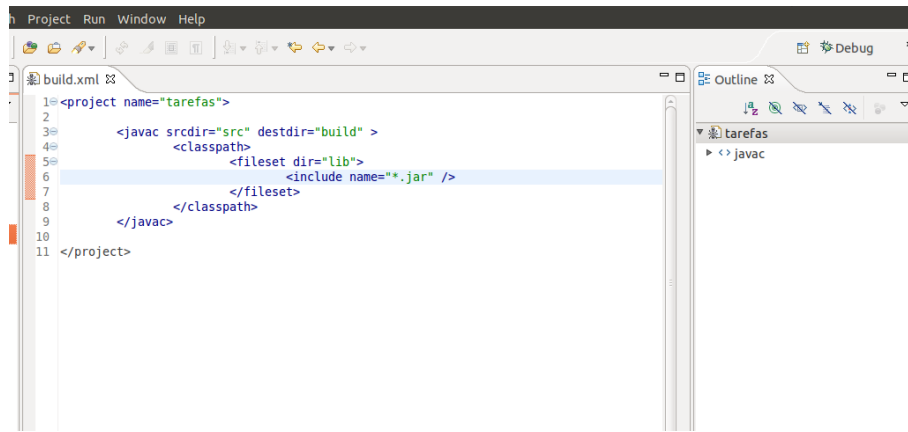 Project Run Window Help
Debug
build.xml
Outline
1 <project name="tarefas">
2
3 <javac srcdir="src" destdir="build" >
4 <classpath>
5 <fileset dir="lib">
6 <include name="*.jar" />
7 </fileset>
8 </classpath>
9 </javac>
10
11 </project>
tarefas
javac